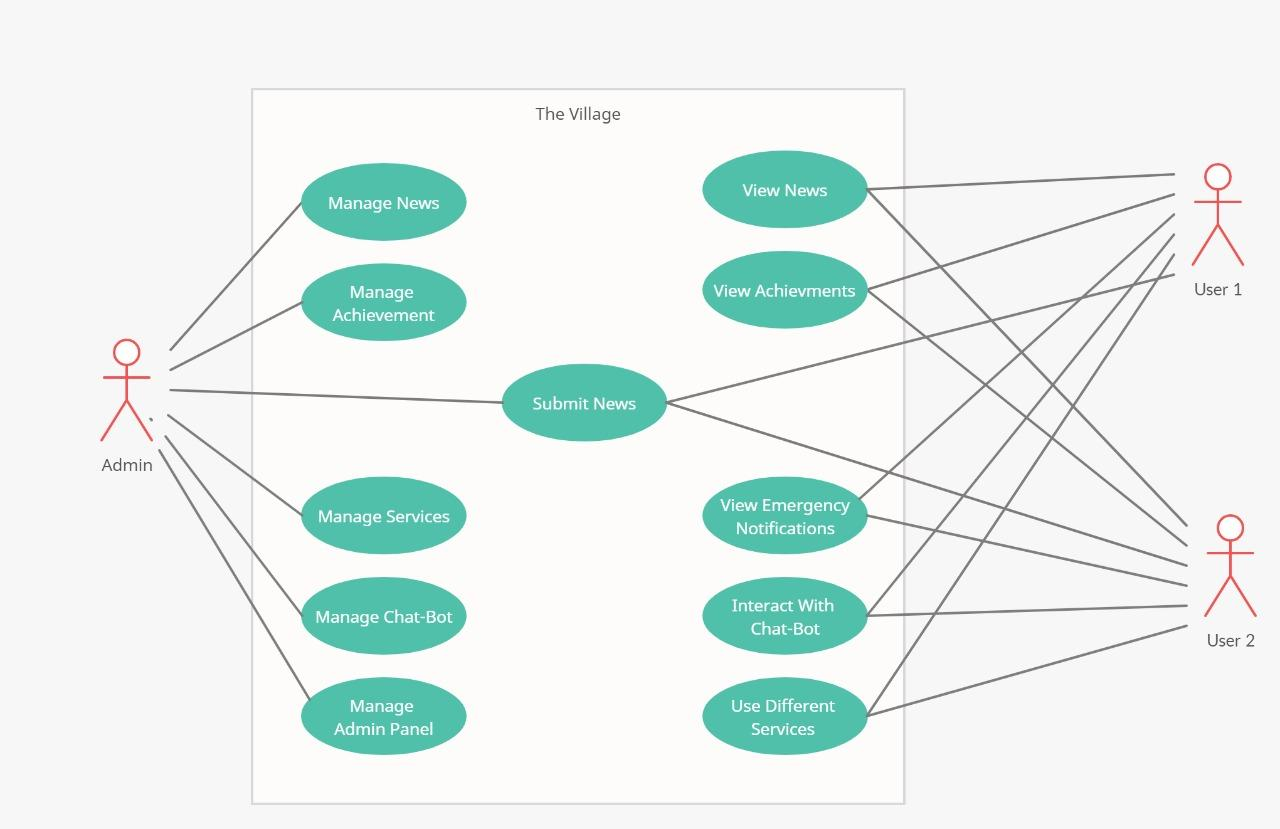 The Village
Manage News
Manage
Achievement
Submit News
Manage Services
Manage Chat-Bot
Manage
Admin Panel
View News
View Achievments
View Emergency
Notifications
Interact With
Chat-Bot
Use Different
Services
Admin
User 1
User 2